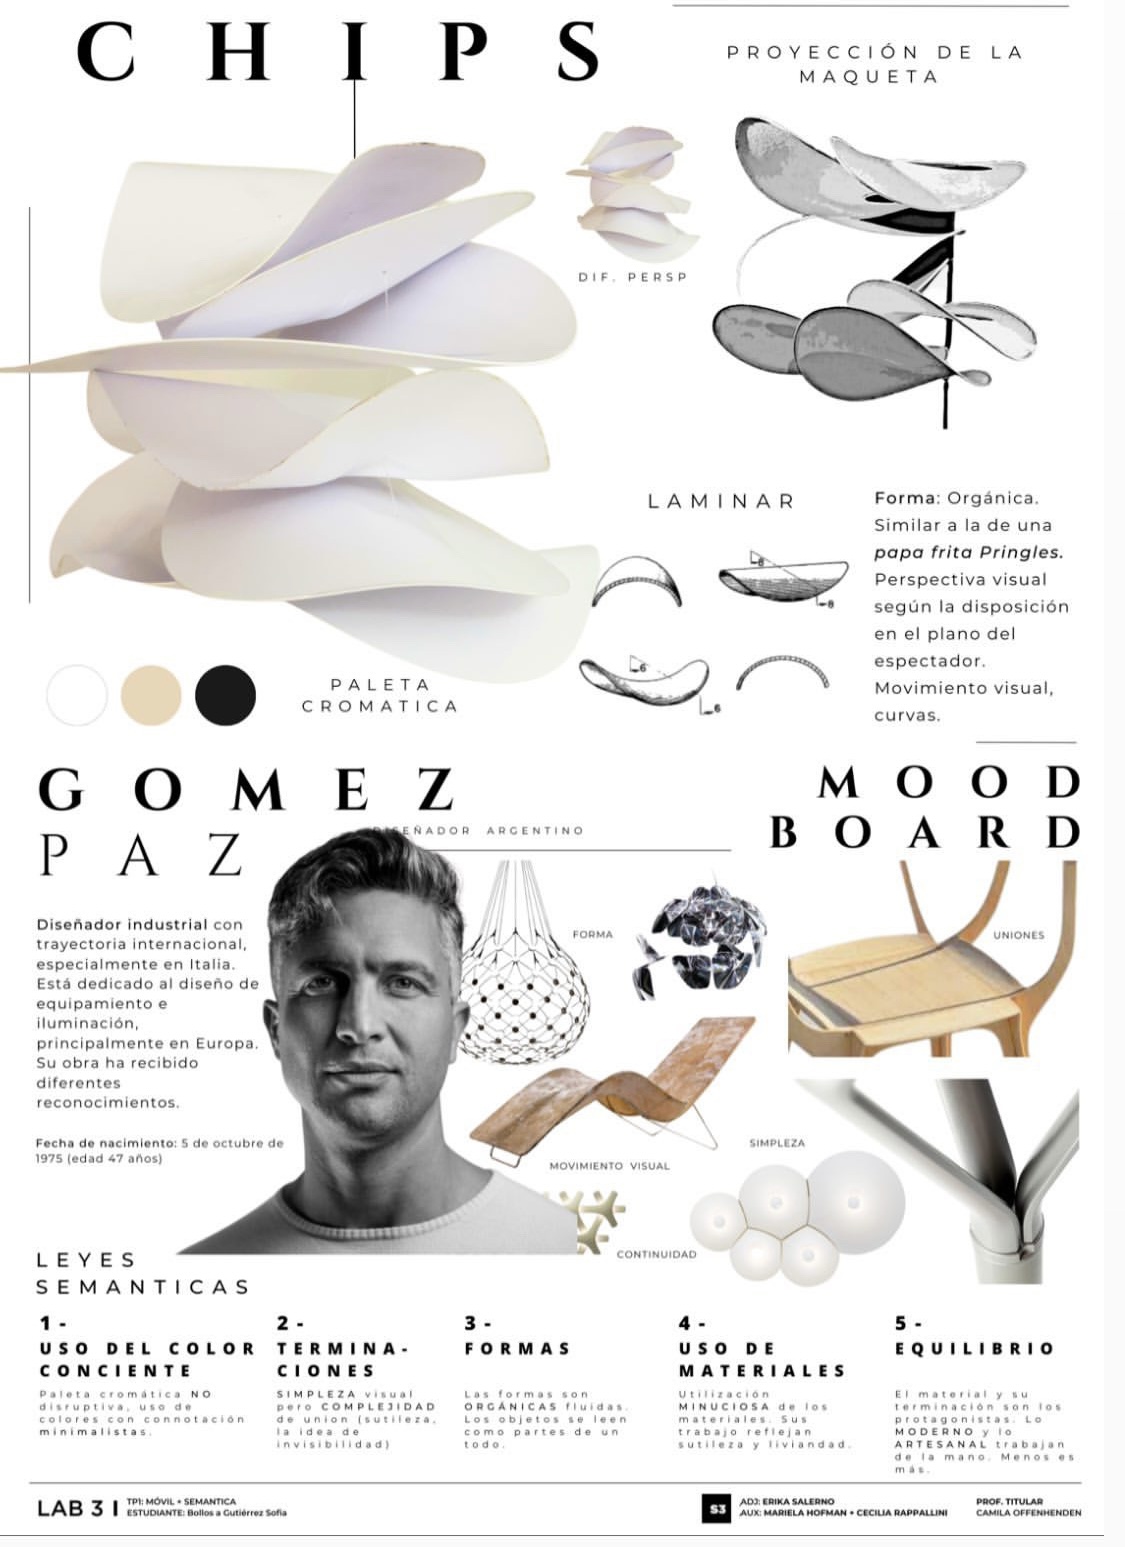 CHIPS
PROYECCIÓN DE LA
MAQUETA
DIF. PERSP
LAMINAR
Forma: Orgánica.
Similar a la de una
papa frita Pringles.
Perspectiva visual
según la disposición
en el plano del
espectador.
Movimiento visual,
curvas.
8
8
6
6
PALETA
CROMATICA
GOMEZ
PAZ
DISEÑADOR ARGENTINO
Diseñador industrial con
trayectoria internacional,
especialmente en Italia.
Está dedicado al diseño de
equipamiento e
iluminación,
principalmente en Europa.
Su obra ha recibido
diferentes
reconocimientos.
Fecha de nacimiento: 5 de octubre de
1975 (edad 47 años)
FORMA
MOVIMIENTO VISUAL
CONTINUIDAD
SIMPLEZA
MOOD
BOARD
UNIONES
LEYES
SEMANTICAS
1-
USO DEL COLOR
CONCIENTE
Paleta cromática NO
disruptiva, uso de
colores con connotación
minimalistas.
2-
TERMINA-
CIONES
SIMPLEZA visual
pero COMPLEJIDAD
de union (sutileza,
la idea de
invisibilidad)
3-
FORMAS
Las formas son
ORGÁNICAS fluidas.
Los objetos se leen
como partes de un
todo.
4-
USO DE
MATERIALES
Utilización
MINUCIOSA de los
materiales. Sus
trabajo reflejan
sutileza y liviandad.
5-
EQUILIBRIO
El material y su
terminación son los
protagonistas. Lo
MODERNO y lo
ARTESANAL trabajan
de la mano. Menos es
más.
LAB 3 |
TP1: MÓVIL + SEMANTICA
ESTUDIANTE: Bollos a Gutiérrez Sofia
S3
ADJ: ERIKA SALERNO
AUX: MARIELA HOFMAN + CECILIA RAPPALLINI
PROF. TITULAR
CAMILA OFFENHENDEN